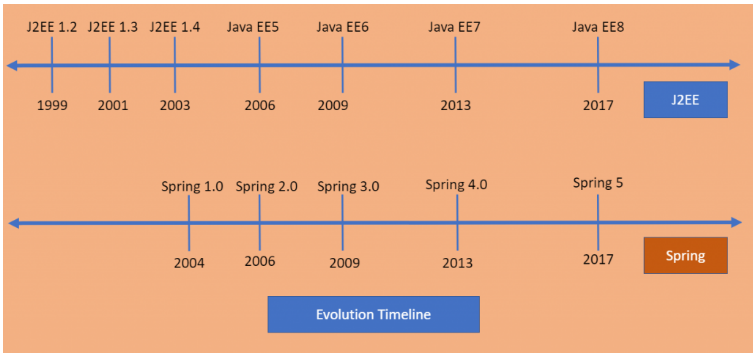 J2EE 1.2 J2EE 1.3 J2EE 1.4 Java EE5 Java EE6 Java EE7 Java EE8
1999 2001 2003 2006 2009 2013 2017
J2EE
Spring 1.0 Spring 2.0 Spring 3.0 Spring 4.0 Spring 5
2004 2006 2009 2013 2017
Spring
Evolution Timeline